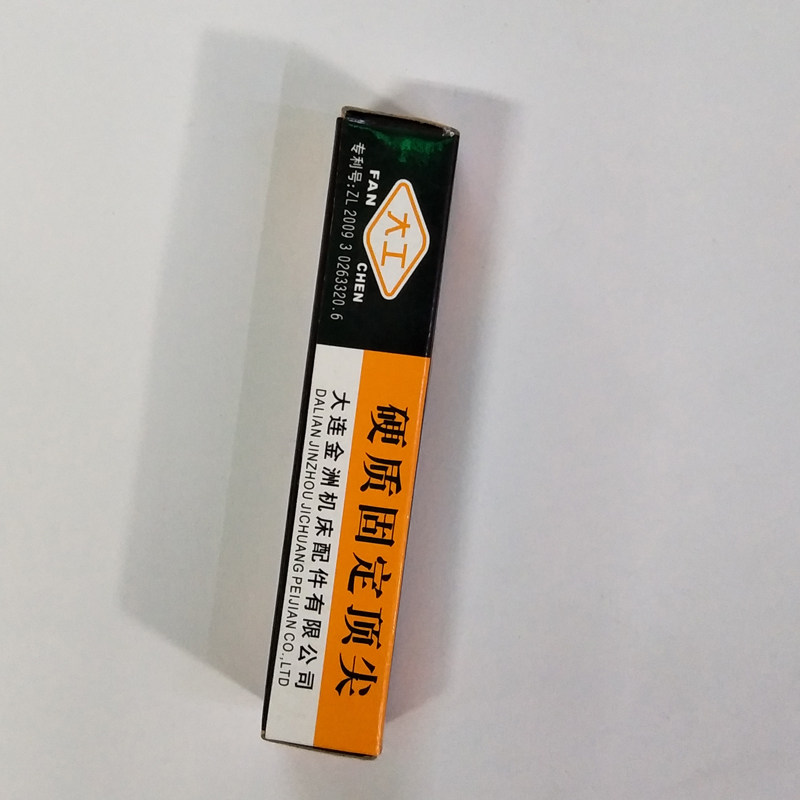 大工
FAN CHEN
专利号:ZL 2009 3 0263320.6
硬质固定顶尖
大连金洲机床配件有限公司
DALIAN JINZHOU JICHUANG PEIJIAN CO.,LTD